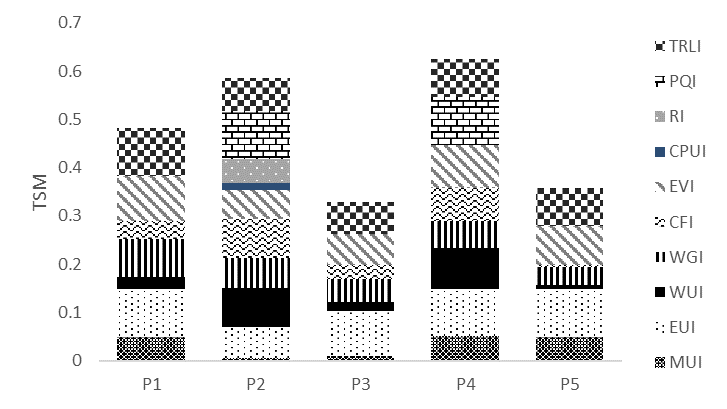 0.7
0.6
0.5
0.4
0.3
0.2
0.1
0
TSM
P1 P2 P3 P4 P5
TRLI
PQI
RI
CPUI
EVI
CFI
WGI
WUI
EUI
MUI